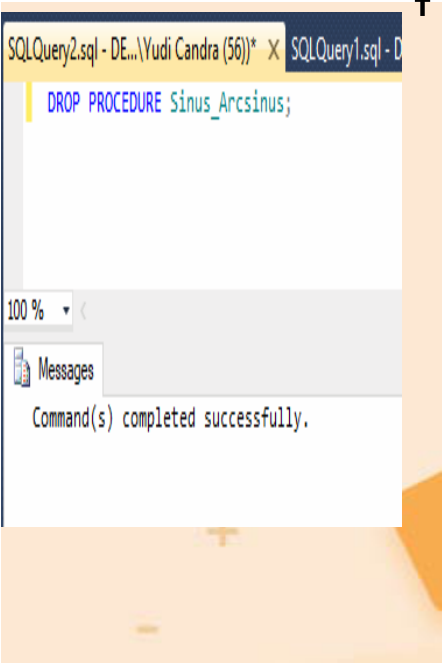 T
SQLQuery2.sql - DE...\Yudi Candra (56))* X SQLQuery1.sql - D
DROP PROCEDURE Sinus_Arcsinus;
100 %
Messages
Command(s) completed successfully.